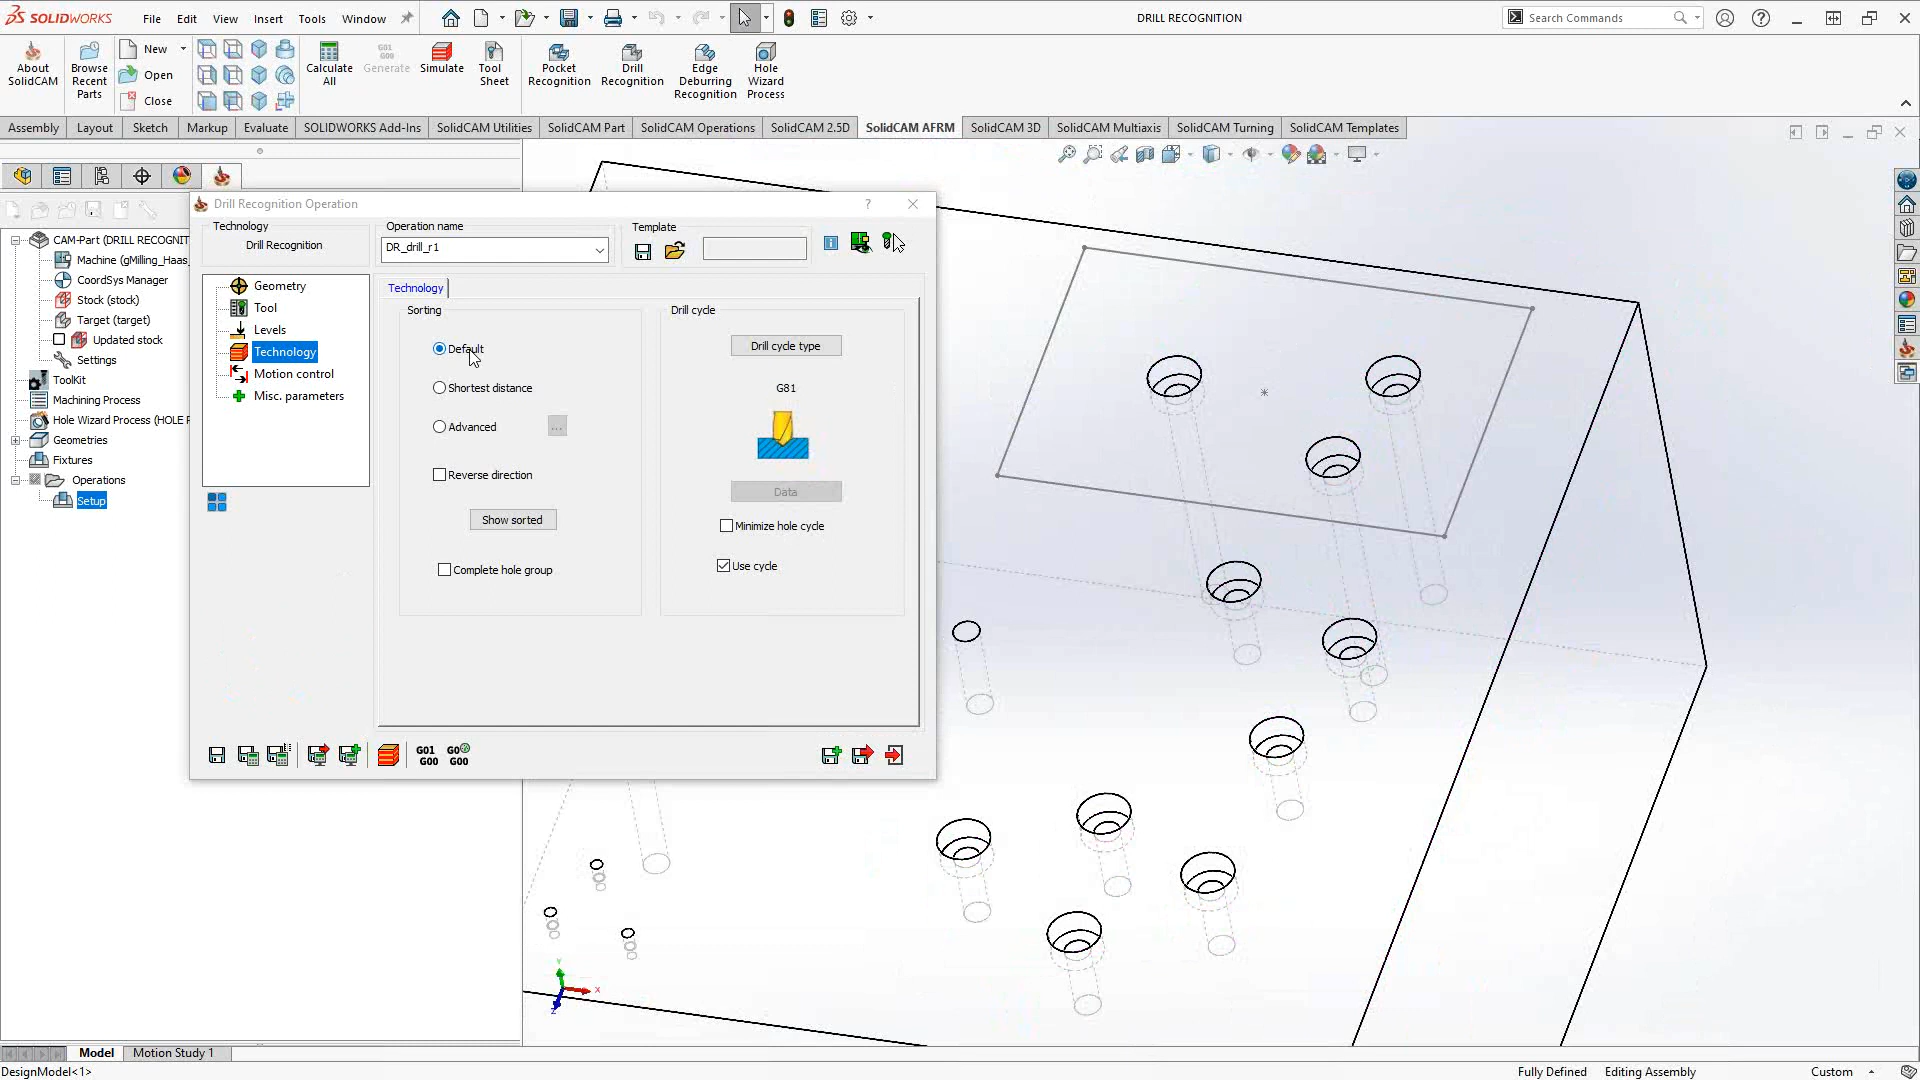 SOLIDWORKS File Edit View Insert Tools Window DRILL RECOGNITION Search Commands
About SolidCAM
Browse Recent Parts
New
Open
Close
Calculate All
G01 G00 Generate
Simulate
Tool Sheet
Pocket Recognition
Drill Recognition
Edge Deburring Recognition
Hole Wizard Process
Assembly Layout Sketch Markup Evaluate SOLIDWORKS Add-Ins SolidCAM Utilities SolidCAM Part SolidCAM Operations SolidCAM 2.5D SolidCAM AFRM SolidCAM 3D SolidCAM Multiaxis SolidCAM Turning SolidCAM Templates
CAM-Part (DRILL RECOGNIT
Machine (gMilling_Haas_
CoordSys Manager
Stock (stock)
Target (target)
Updated stock
Settings
ToolKit
Machining Process
Hole Wizard Process (HOLE P
Geometries
Fixtures
Operations
Setup
Drill Recognition Operation ?
Technology
Drill Recognition
Operation name
DR_drill_r1
Template
Geometry
Tool
Levels
Technology
Motion control
Misc. parameters
Technology
Sorting
Default
Shortest distance
Advanced ...
Reverse direction
Show sorted
Complete hole group
Drill cycle
Drill cycle type
G81
Data
Minimize hole cycle
Use cycle
G01 G00
G0 G00
Y
X
Z
Model Motion Study 1
DesignModel<1> Fully Defined Editing Assembly Custom